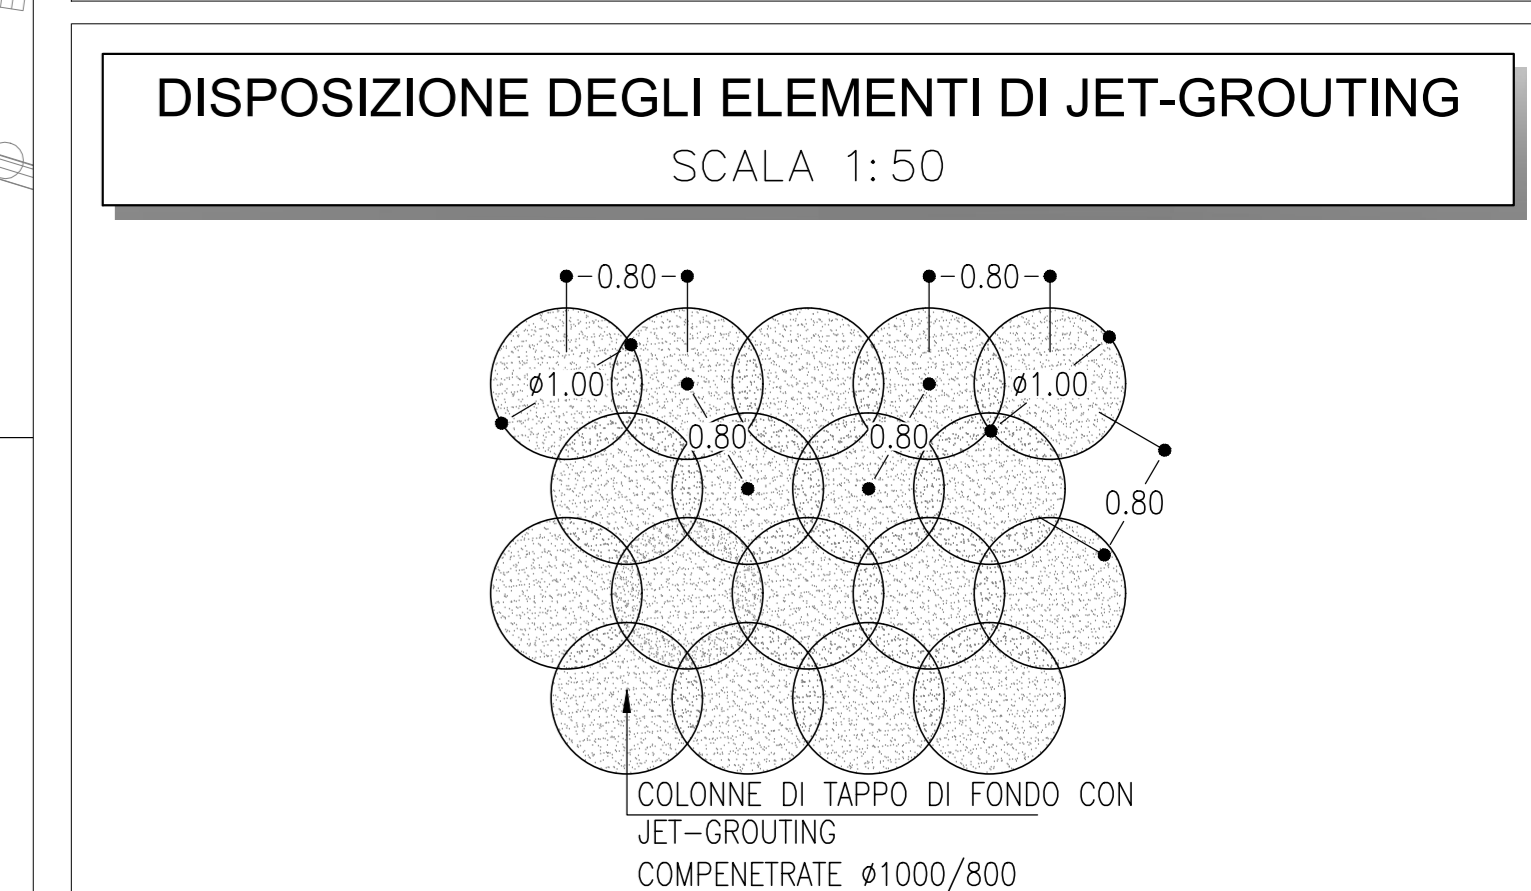 DISPOSIZIONE DEGLI ELEMENTI DI JET-GROUTING
SCALA 1:50
0.80
0.80
ø1.00
ø1.00
0.80
0.80
0.80
COLONNE DI TAPPO DI FONDO CON
JET-GROUTING
COMPENETRATE ø1000/800